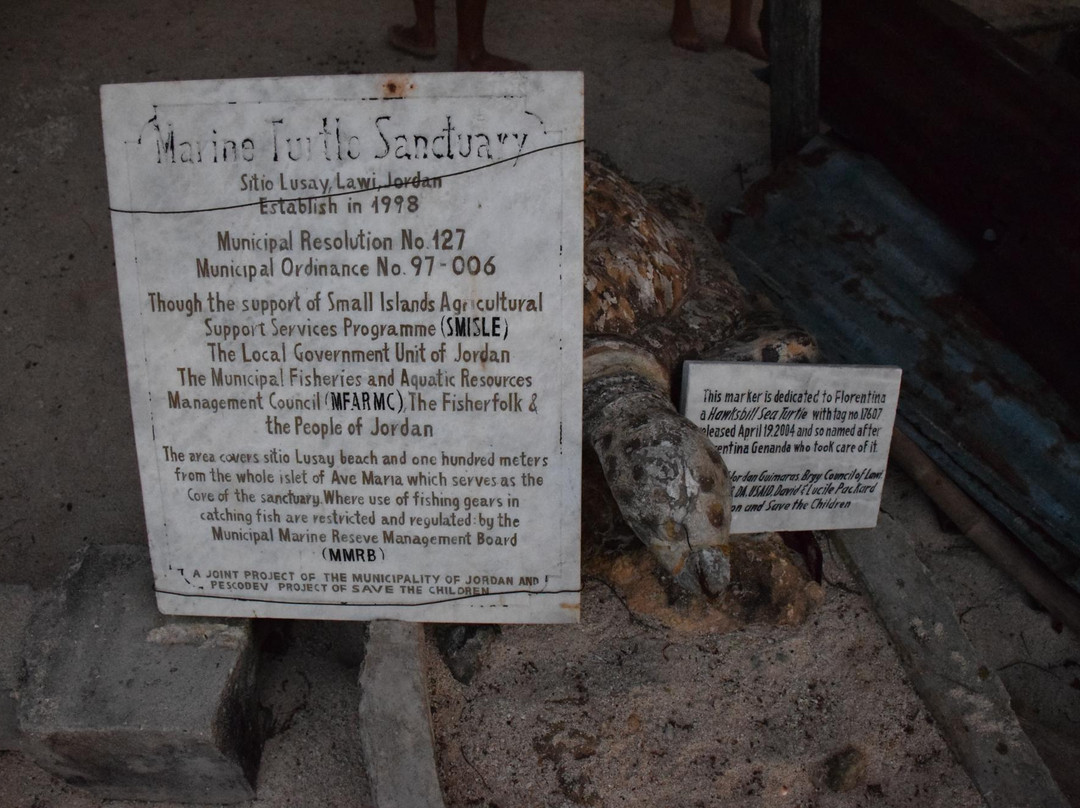 Marine Turtle Sanctuary
Sitio Lusay, Lawi, Jordan
Establish in 1998
Municipal Resolution No. 127
Municipal Ordinance No. 97-006
Though the support of Small Islands Agricultural
Support Services Programme (SMISLE)
The Local Government Unit of Jordan
The Municipal Fisheries and Aquatic Resources
Management Council (MFARMC), The Fisherfolk &
the People of Jordan
The area covers sitio Lusay beach and one hundred meters
from the whole islet of Ave Maria which serves as the
Core of the sanctuary. Where use of fishing gears in
catching fish are restricted and regulated by the
Municipal Marine Reseve Management Board
(MMRB)
A JOINT PROJECT OF THE MUNICIPALITY OF JORDAN AND
PESCODEV PROJECT OF SAVE THE CHILDREN
This marker is dedicated to Florentina
a Hawksbill Sea Turtle with tag no. 17607
eleased April 19, 2004 and so named after
rentina Genanda who took care of it.
Jordan Guimaras, Brgy Council of Lawi
USAID, David & Lucile Packard
on and Save the Children